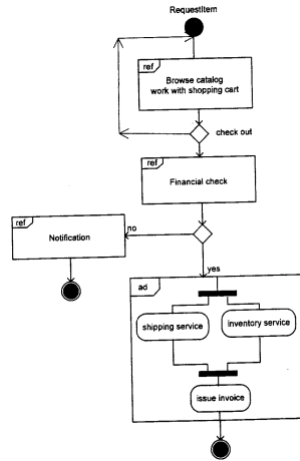 RequestItem
ref
Browse catalog
work with shopping cart
check out
ref
Financial check
ref
Notification
no
yes
ad
shipping service
inventory service
issue invoice